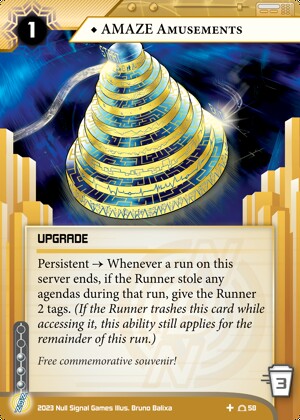 1
◆ AMAZE Amusements
UPGRADE
Persistent → Whenever a run on this
server ends, if the Runner stole any
agendas during that run, give the Runner
2 tags. (If the Runner trashes this card while
accessing it, this ability still applies for the
remainder of this run.)
Free commemorative souvenir!
3
2023 Null Signal Games Illus. Bruno Balixa
58